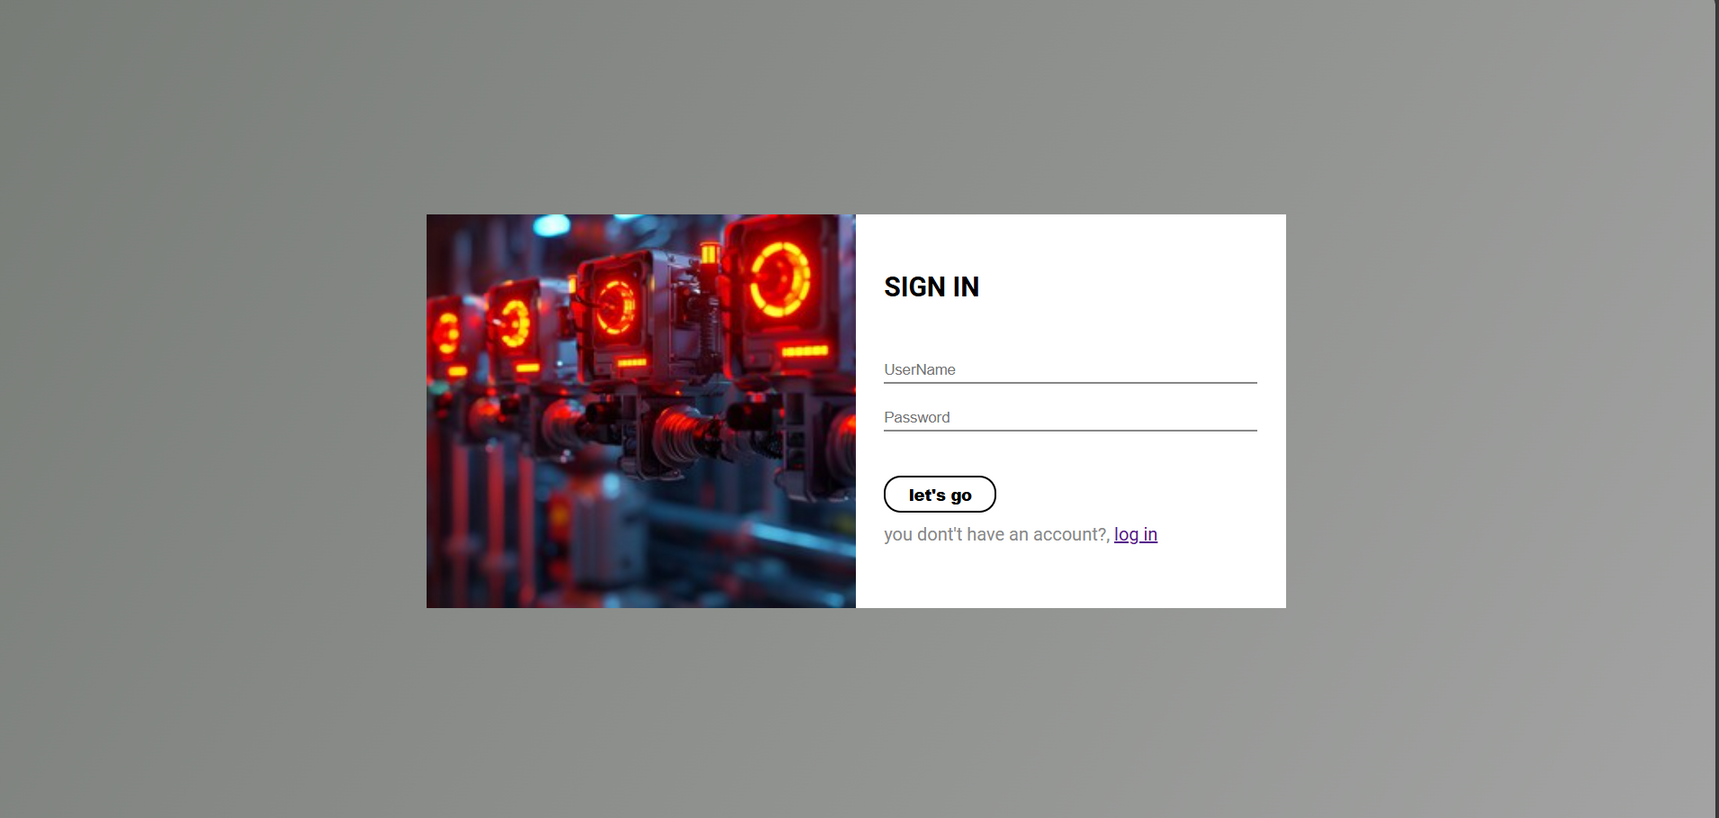 SIGN IN
UserName
Password
let's go
you dont't have an account?, log in